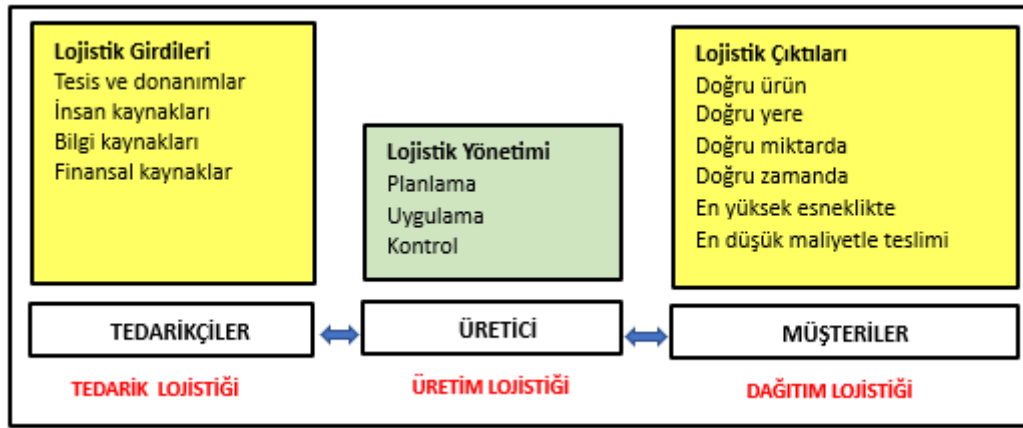 Lojistik Girdileri
Tesis ve donanımlar
İnsan kaynakları
Bilgi kaynakları
Finansal kaynaklar
Lojistik Yönetimi
Planlama
Uygulama
Kontrol
Lojistik Çıktıları
Doğru ürün
Doğru yere
Doğru miktarda
Doğru zamanda
En yüksek esneklikte
En düşük maliyetle teslimi
TEDARİKÇİLER
ÜRETİCİ
MÜŞTERİLER
TEDARİK LOJİSTİĞİ
ÜRETİM LOJİSTİĞİ
DAĞITIM LOJİSTİĞİ